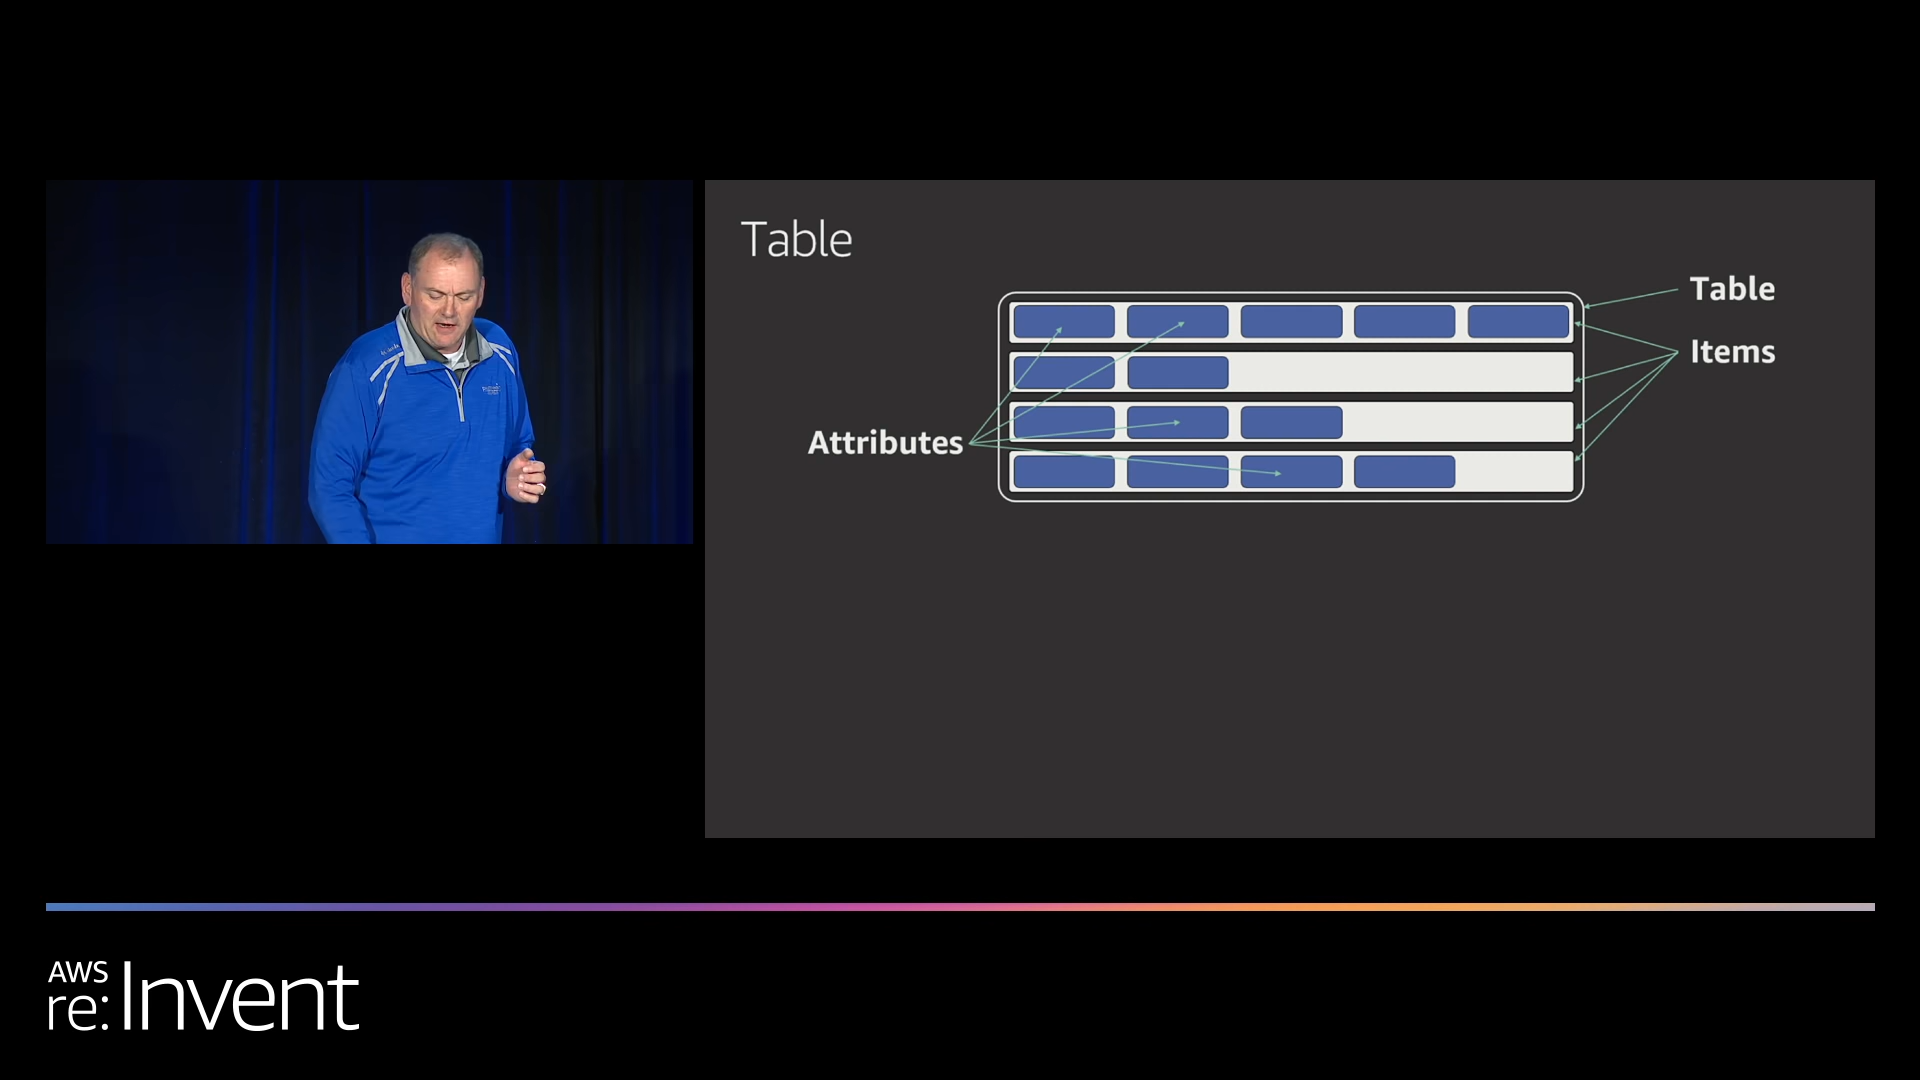 Table
Table
Items
Attributes
AWS
re:Invent